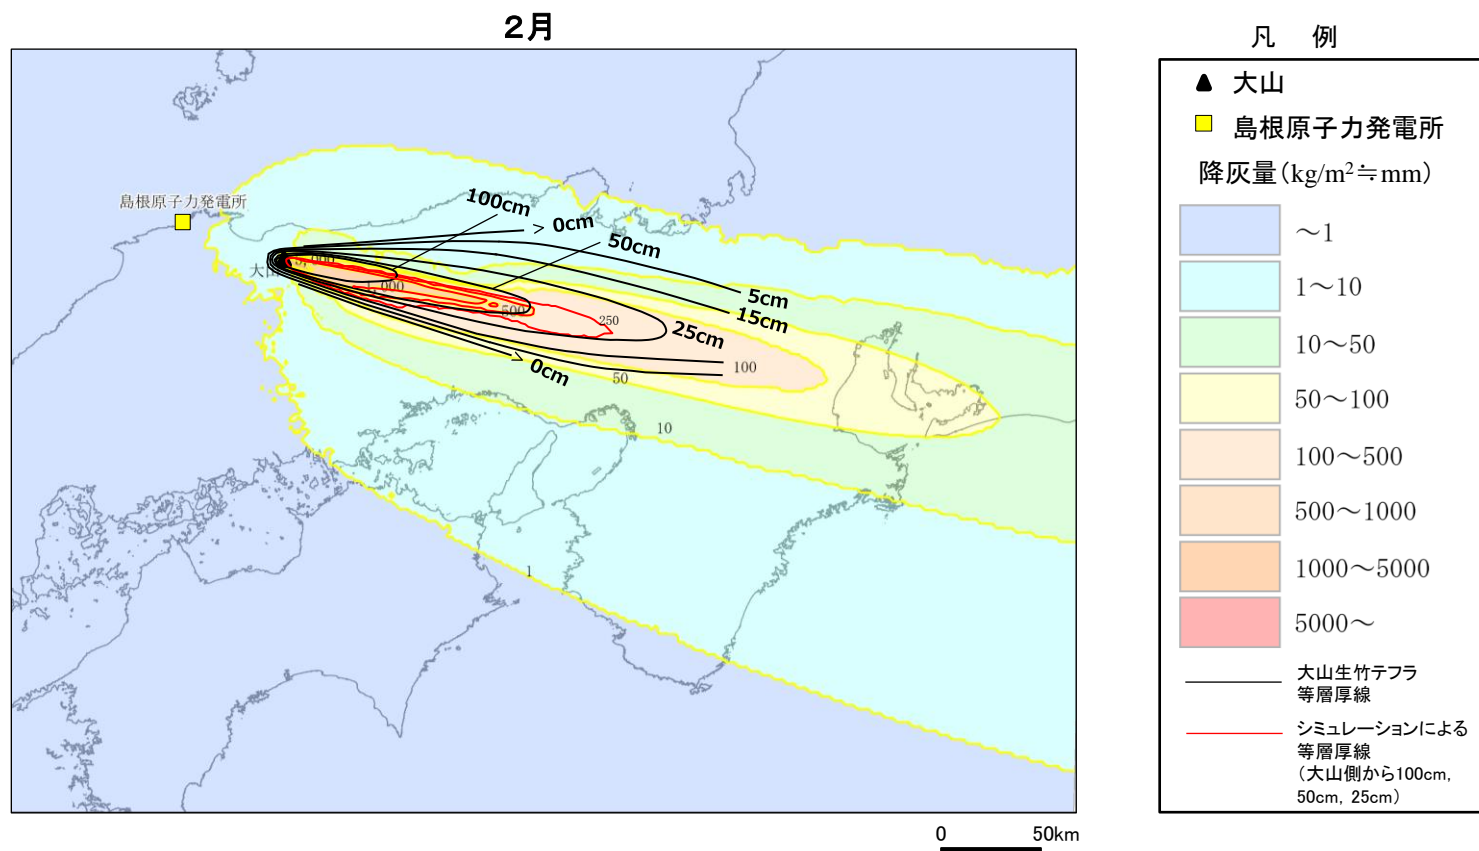 2月
島根原子力発電所
100cm
> 0cm
50cm
大山
5,000
1,000
5cm
15cm
500
250
25cm
> 0cm
100
50
10
1
0 50km
凡 例
大山
島根原子力発電所
降灰量(kg/m²≒mm)
～1
1～10
10～50
50～100
100～500
500～1000
1000～5000
5000～
大山生竹テフラ
等層厚線
シミュレーションによる
等層厚線
（大山側から100cm,
50cm, 25cm）